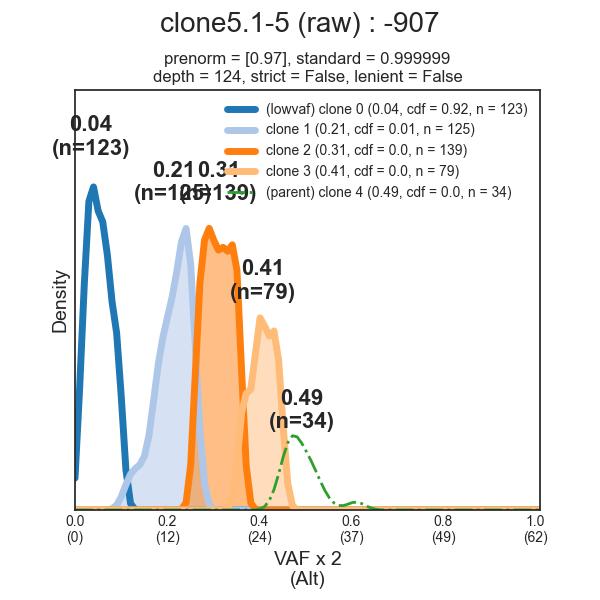 clone5.1-5 (raw) : -907
prenorm = [0.97], standard = 0.999999
depth = 124, strict = False, lenient = False
(lowvaf) clone 0 (0.04, cdf = 0.92, n = 123)
clone 1 (0.21, cdf = 0.01, n = 125)
clone 2 (0.31, cdf = 0.0, n = 139)
clone 3 (0.41, cdf = 0.0, n = 79)
(parent) clone 4 (0.49, cdf = 0.0, n = 34)
0.04
(n=123)
0.21
(n=125)
0.31
(n=139)
0.41
(n=79)
0.49
(n=34)
Density
0.0 0.2 0.4 0.6 0.8 1.0
(0) (12) (24) (37) (49) (62)
VAF x 2
(Alt)